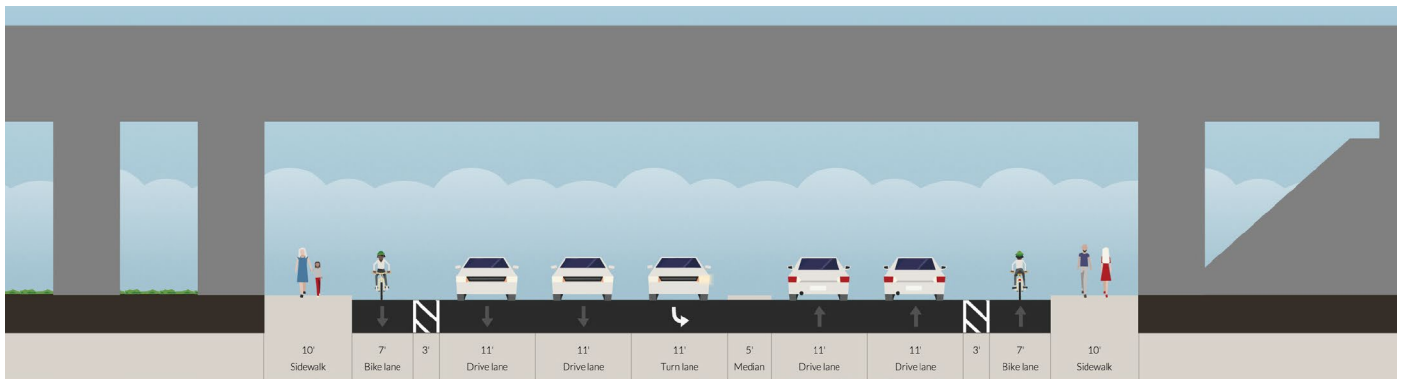 10' 7' 3' 11' 11' 11' 5' 11' 11' 3' 7' 10'
Sidewalk Bike lane Drive lane Drive lane Turn lane Median Drive lane Drive lane Bike lane Sidewalk